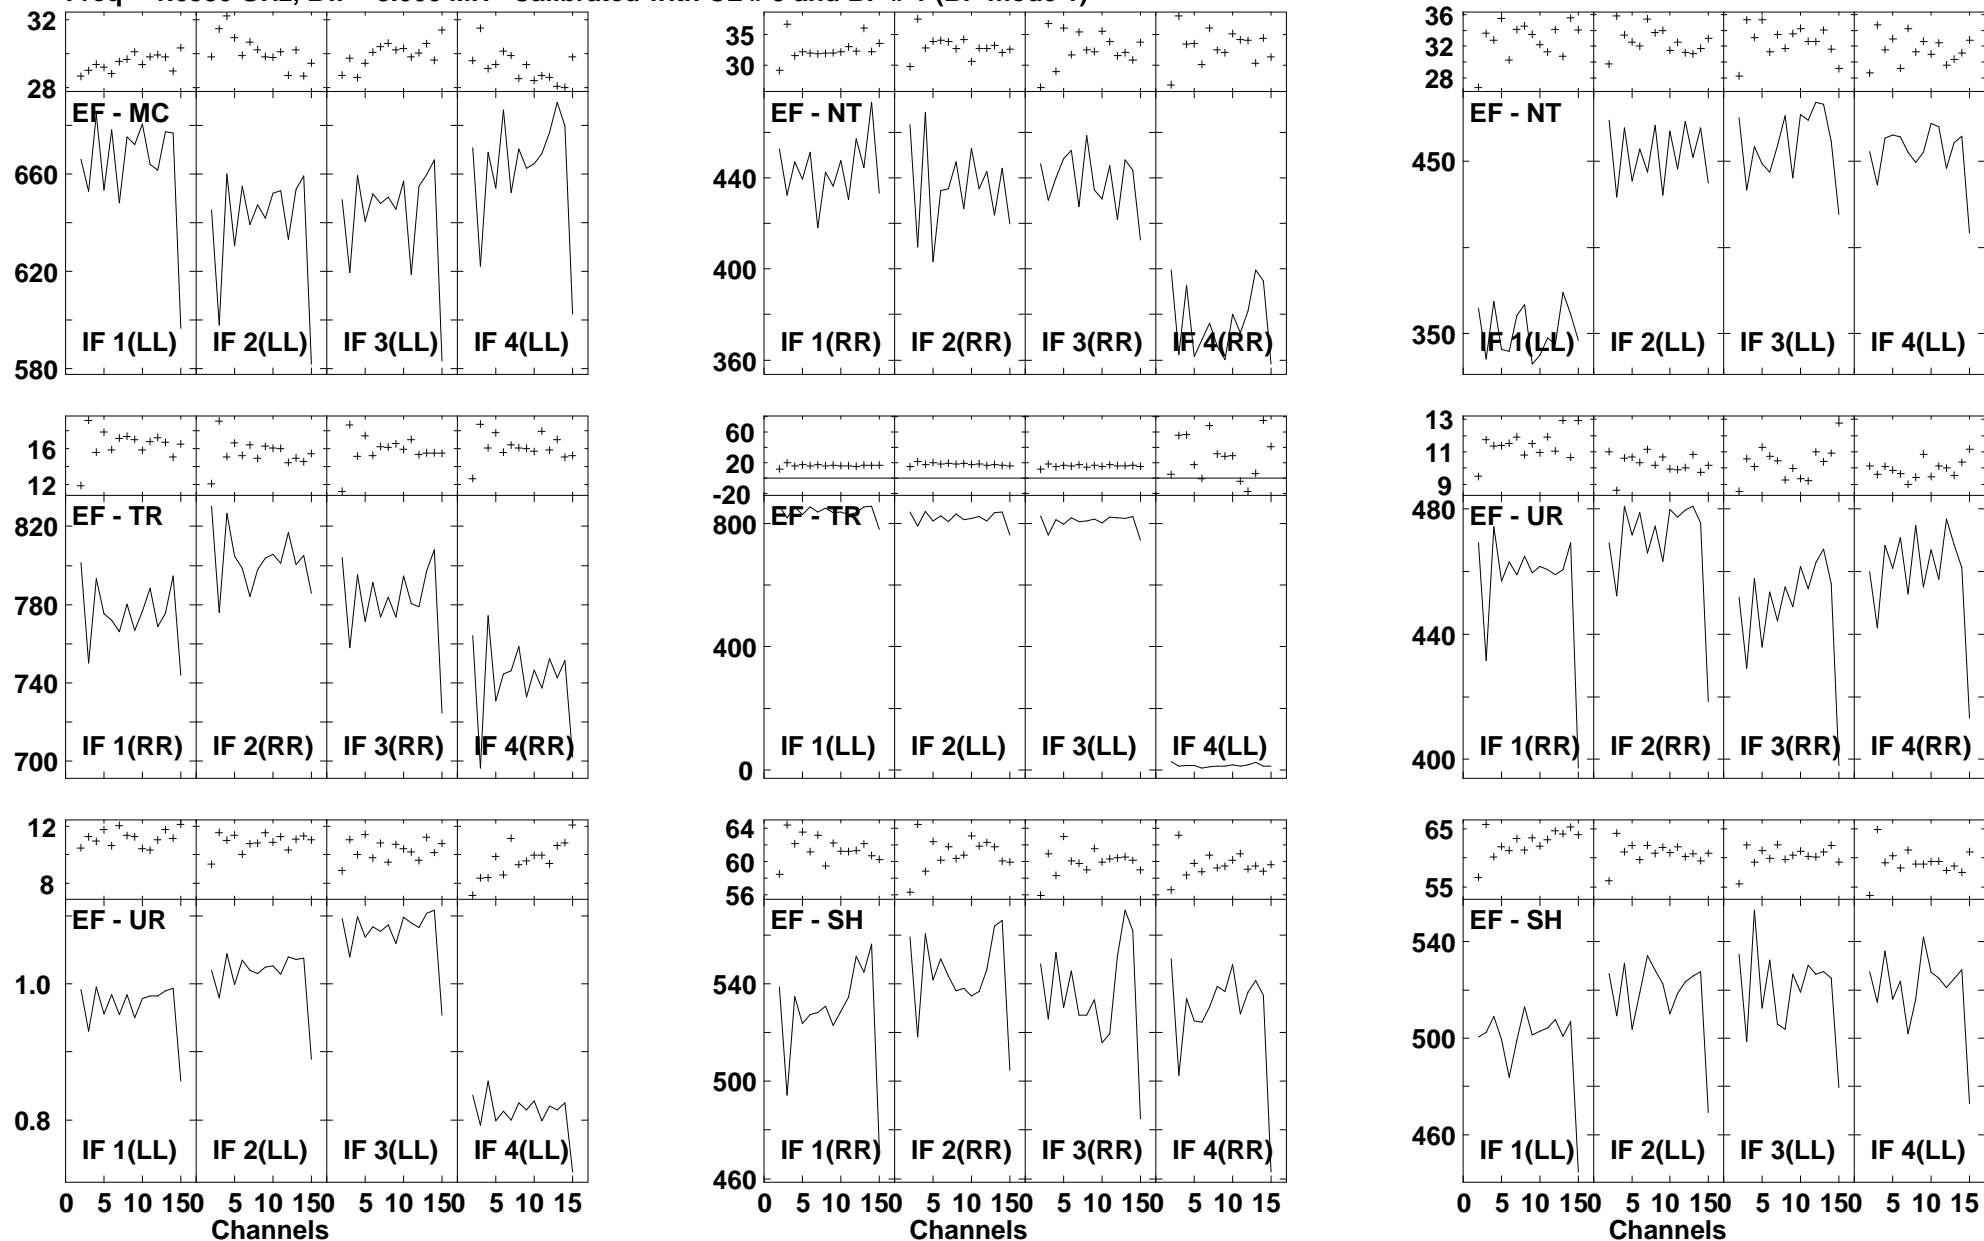 32
28
EF - MC
660
620
580
IF 1(LL) IF 2(LL) IF 3(LL) IF 4(LL)
35
30
EF - NT
440
400
360
IF 1(RR) IF 2(RR) IF 3(RR) IF 4(RR)
36
32
28
EF - NT
450
350
IF 1(LL) IF 2(LL) IF 3(LL) IF 4(LL)
16
12
EF - TR
820
780
740
700
IF 1(RR) IF 2(RR) IF 3(RR) IF 4(RR)
60
20
-20
EF - TR
800
400
0
IF 1(LL) IF 2(LL) IF 3(LL) IF 4(LL)
13
11
9
EF - UR
480
440
400
IF 1(RR) IF 2(RR) IF 3(RR) IF 4(RR)
12
8
EF - UR
1.0
0.8
IF 1(LL) IF 2(LL) IF 3(LL) IF 4(LL)
0 5 10 150 5 10 150 5 10 150 5 10 15
Channels
64
60
56
EF - SH
540
500
460
IF 1(RR) IF 2(RR) IF 3(RR) IF 4(RR)
0 5 10 150 5 10 150 5 10 150 5 10 15
Channels
65
55
EF - SH
540
500
460
IF 1(LL) IF 2(LL) IF 3(LL) IF 4(LL)
0 5 10 150 5 10 150 5 10 150 5 10 15
Channels